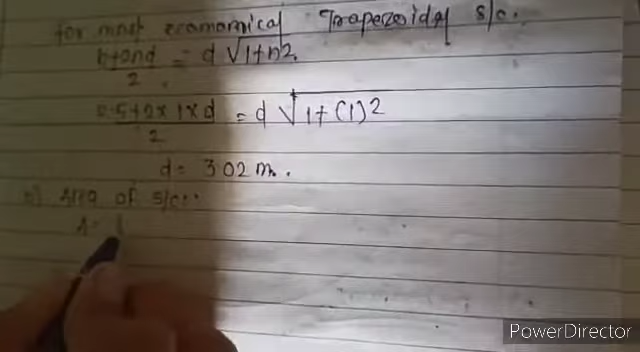 for most economical Trapezoidal s/c.
b+2nd/2 = d √1+n2.
2.5+2×1×d/2 = d √1+(1)2
d = 3.02 m.
Area of s/c:-
A =
PowerDirector